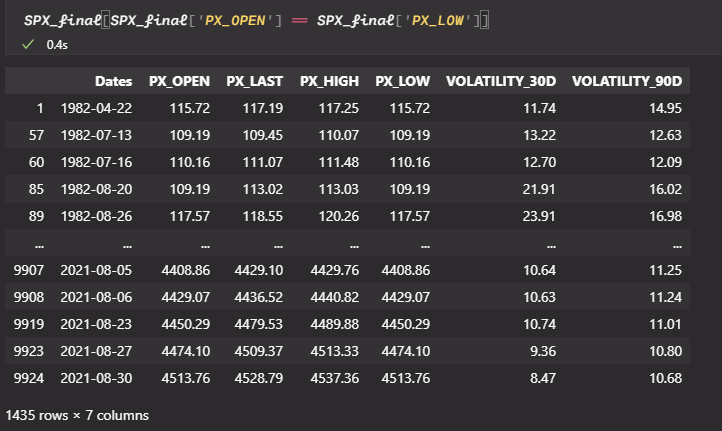 SPX_final[SPX_final['PX_OPEN'] == SPX_final['PX_LOW']]
0.4s
Dates PX_OPEN PX_LAST PX_HIGH PX_LOW VOLATILITY_30D VOLATILITY_90D
1 1982-04-22 115.72 117.19 117.25 115.72 11.74 14.95
57 1982-07-13 109.19 109.45 110.07 109.19 13.22 12.63
60 1982-07-16 110.16 111.07 111.48 110.16 12.70 12.09
85 1982-08-20 109.19 113.02 113.03 109.19 21.91 16.02
89 1982-08-26 117.57 118.55 120.26 117.57 23.91 16.98
... ... ... ... ... ... ... ...
9907 2021-08-05 4408.86 4429.10 4429.76 4408.86 10.64 11.25
9908 2021-08-06 4429.07 4436.52 4440.82 4429.07 10.63 11.24
9919 2021-08-23 4450.29 4479.53 4489.88 4450.29 10.74 11.01
9923 2021-08-27 4474.10 4509.37 4513.33 4474.10 9.36 10.80
9924 2021-08-30 4513.76 4528.79 4537.36 4513.76 8.47 10.68
1435 rows × 7 columns